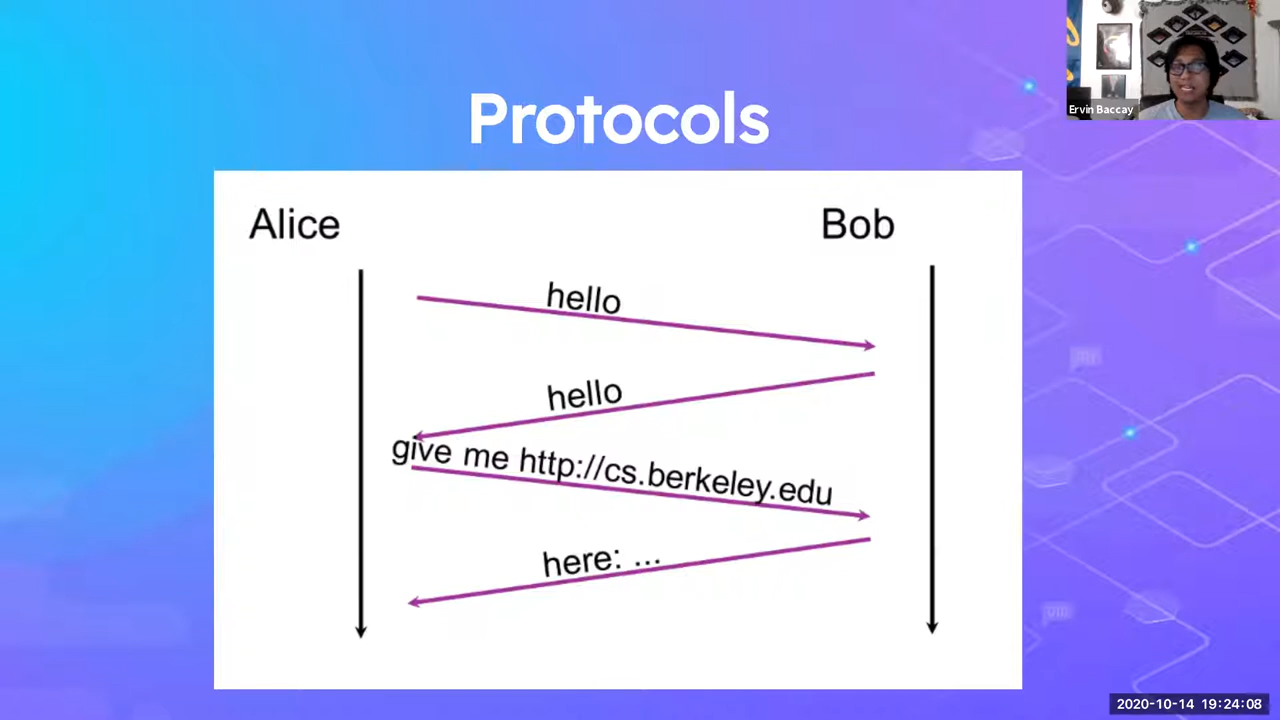 Protocols
Ervin Baccay
Alice
Bob
hello
hello
give me http://cs.berkeley.edu
here: ...
2020-10-14 19:24:08